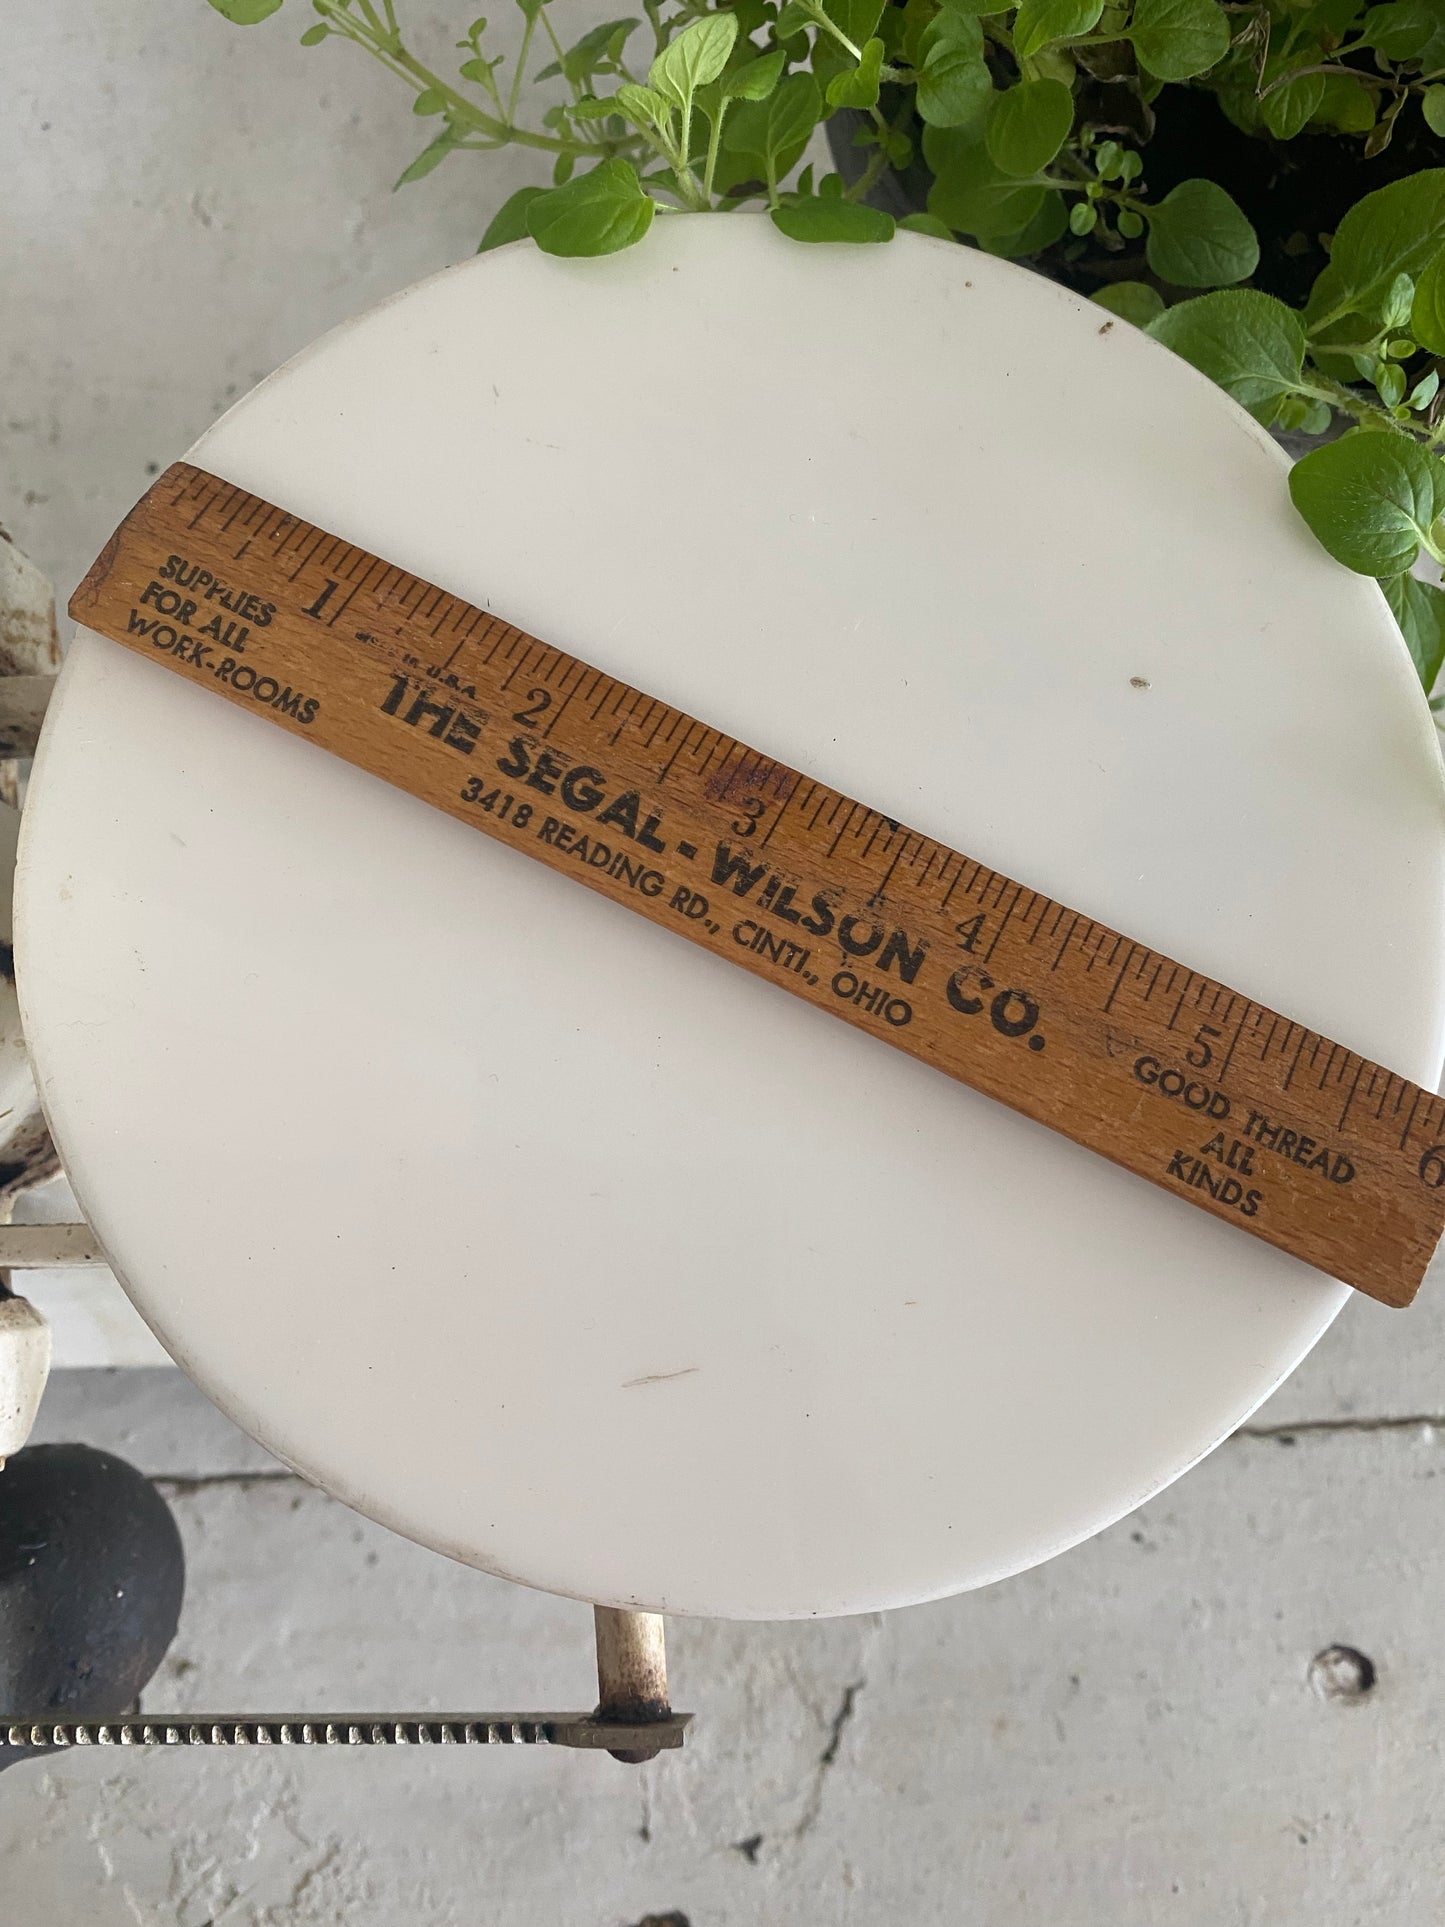 1 2 3 4 5 6
SUPPLIES
FOR ALL
WORK-ROOMS
IN U.S.A.
THE SEGAL-WILSON CO.
3418 READING RD., CINTI., OHIO
GOOD THREAD
ALL
KINDS